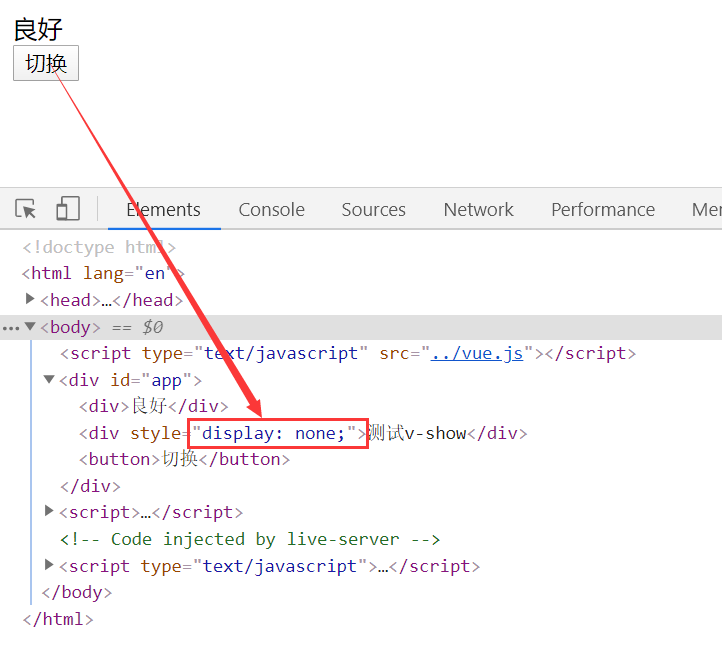 良好
切换
Elements Console Sources Network Performance Mer
<!doctype html>
<html lang="en">
<head>…</head>
<body> == $0
<script type="text/javascript" src="../vue.js"></script>
<div id="app">
<div>良好</div>
<div style="display: none;">测试v-show</div>
<button>切换</button>
</div>
<script>…</script>
<!-- Code injected by live-server -->
<script type="text/javascript">…</script>
</body>
</html>